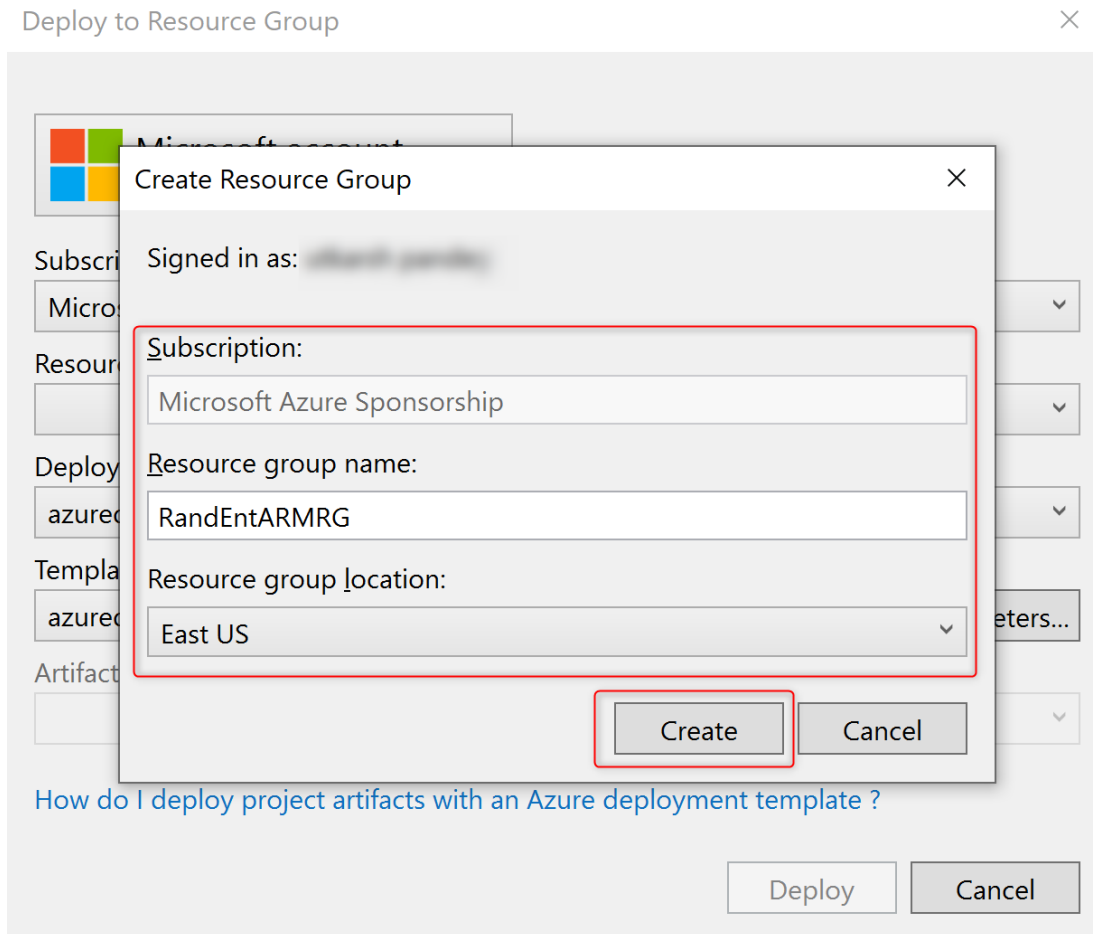 Deploy to Resource Group
Microsoft account
Create Resource Group
Signed in as:
Subscri
Micros
Subscription:
Microsoft Azure Sponsorship
Resour
Resource group name:
Deploy
RandEntARMRG
azured
Templa
Resource group location:
azured
East US
eters...
Artifact
Create
Cancel
How do I deploy project artifacts with an Azure deployment template ?
Deploy
Cancel